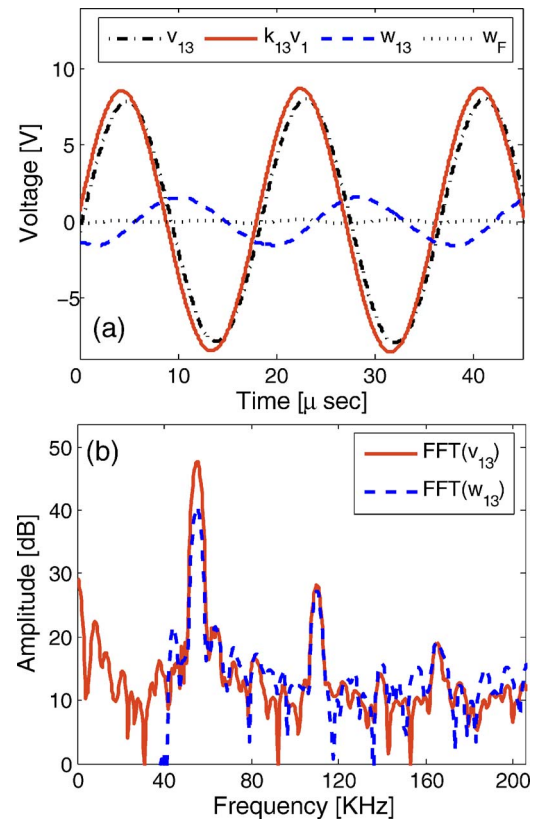 v13 k13v1 w13 wF
Voltage [V]
10
5
0
−5
(a)
0 10 20 30 40
Time [μ sec]
(b)
FFT(v13)
FFT(w13)
Amplitude [dB]
50
40
30
20
10
0
0 40 80 120 160 200
Frequency [KHz]